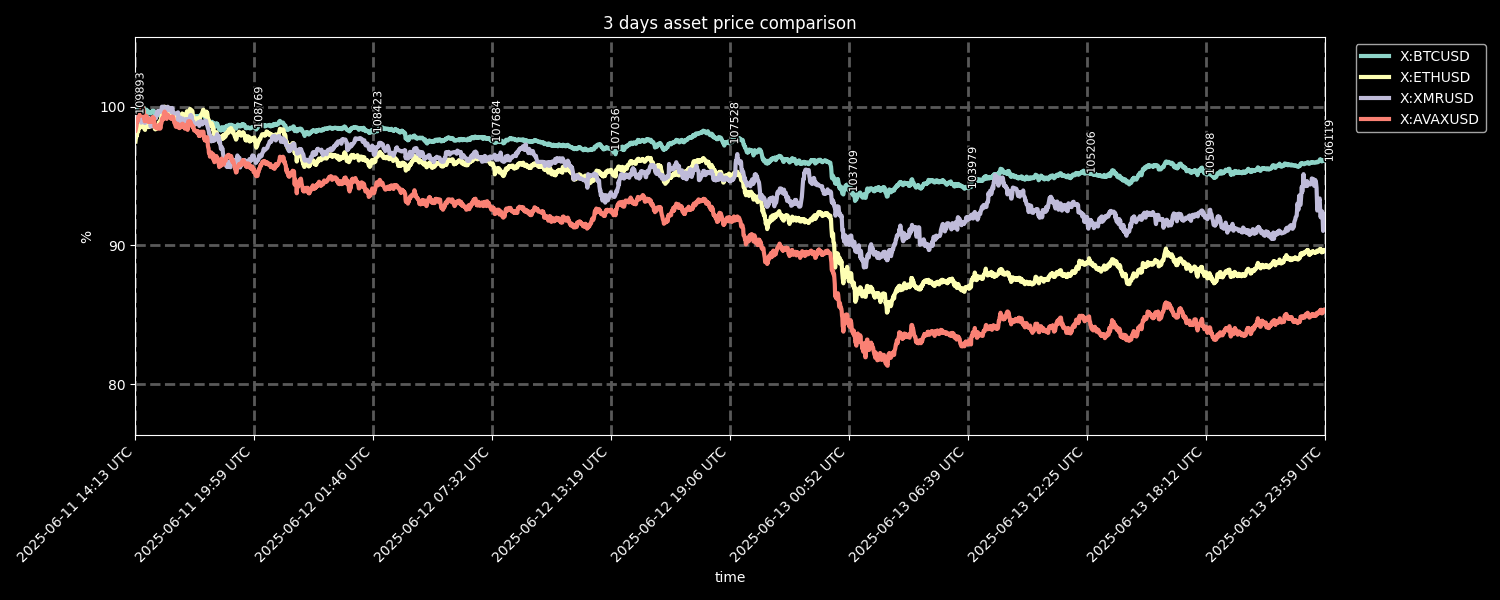 3 days asset price comparison
X:BTCUSD
X:ETHUSD
X:XMRUSD
X:AVAXUSD
100
90
80
%
109893
108769
108423
107684
107036
107528
103709
103979
105206
105098
106119
2025-06-11 14:13 UTC
2025-06-11 19:59 UTC
2025-06-12 01:46 UTC
2025-06-12 07:32 UTC
2025-06-12 13:19 UTC
2025-06-12 19:06 UTC
2025-06-13 00:52 UTC
2025-06-13 06:39 UTC
2025-06-13 12:25 UTC
2025-06-13 18:12 UTC
2025-06-13 23:59 UTC
time